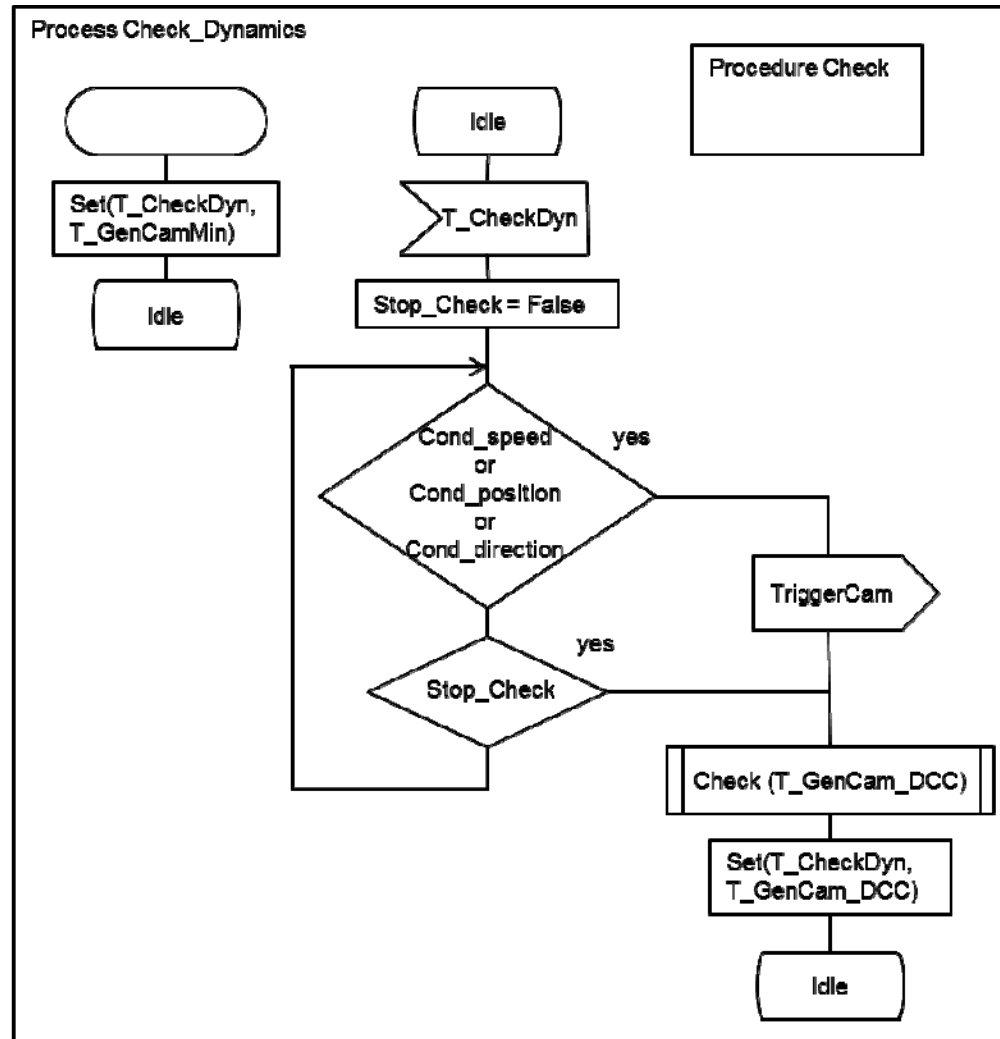 Process Check_Dynamics
Procedure Check
Set(T_CheckDyn,
T_GenCamMin)
Idle
Idle
T_CheckDyn
Stop_Check = False
Cond_speed
or
Cond_position
or
Cond_direction
yes
TriggerCam
Stop_Check
yes
Check (T_GenCam_DCC)
Set(T_CheckDyn,
T_GenCam_DCC)
Idle